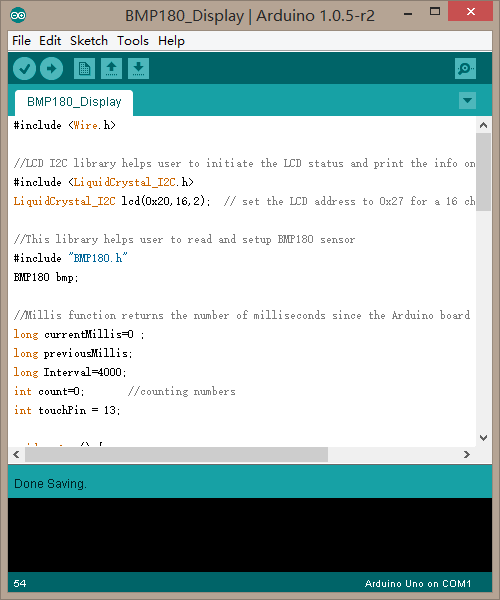 BMP180_Display | Arduino 1.0.5-r2
File Edit Sketch Tools Help
BMP180_Display
#include <Wire.h>
//LCD I2C library helps user to initiate the LCD status and print the info on
#include <LiquidCrystal_I2C.h>
LiquidCrystal_I2C lcd(0x20,16,2); // set the LCD address to 0x27 for a 16 ch
//This library helps user to read and setup BMP180 sensor
#include "BMP180.h"
BMP180 bmp;
//Millis function returns the number of milliseconds since the Arduino board
long currentMillis=0 ;
long previousMillis;
long Interval=4000;
int count=0; //counting numbers
int touchPin = 13;
Done Saving.
54
Arduino Uno on COM1